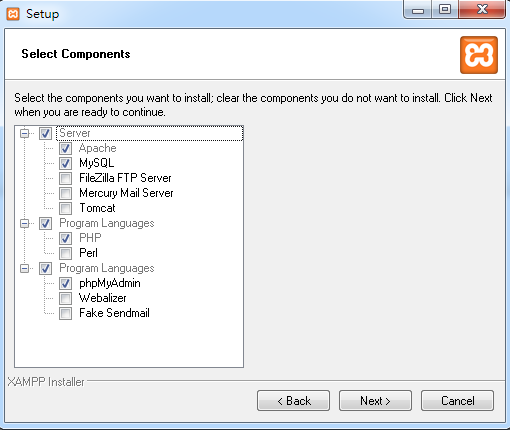 Setup
Select Components
Select the components you want to install; clear the components you do not want to install. Click Next
when you are ready to continue.
Server
Apache
MySQL
FileZilla FTP Server
Mercury Mail Server
Tomcat
Program Languages
PHP
Perl
Program Languages
phpMyAdmin
Webalizer
Fake Sendmail
XAMPP Installer
< Back
Next >
Cancel